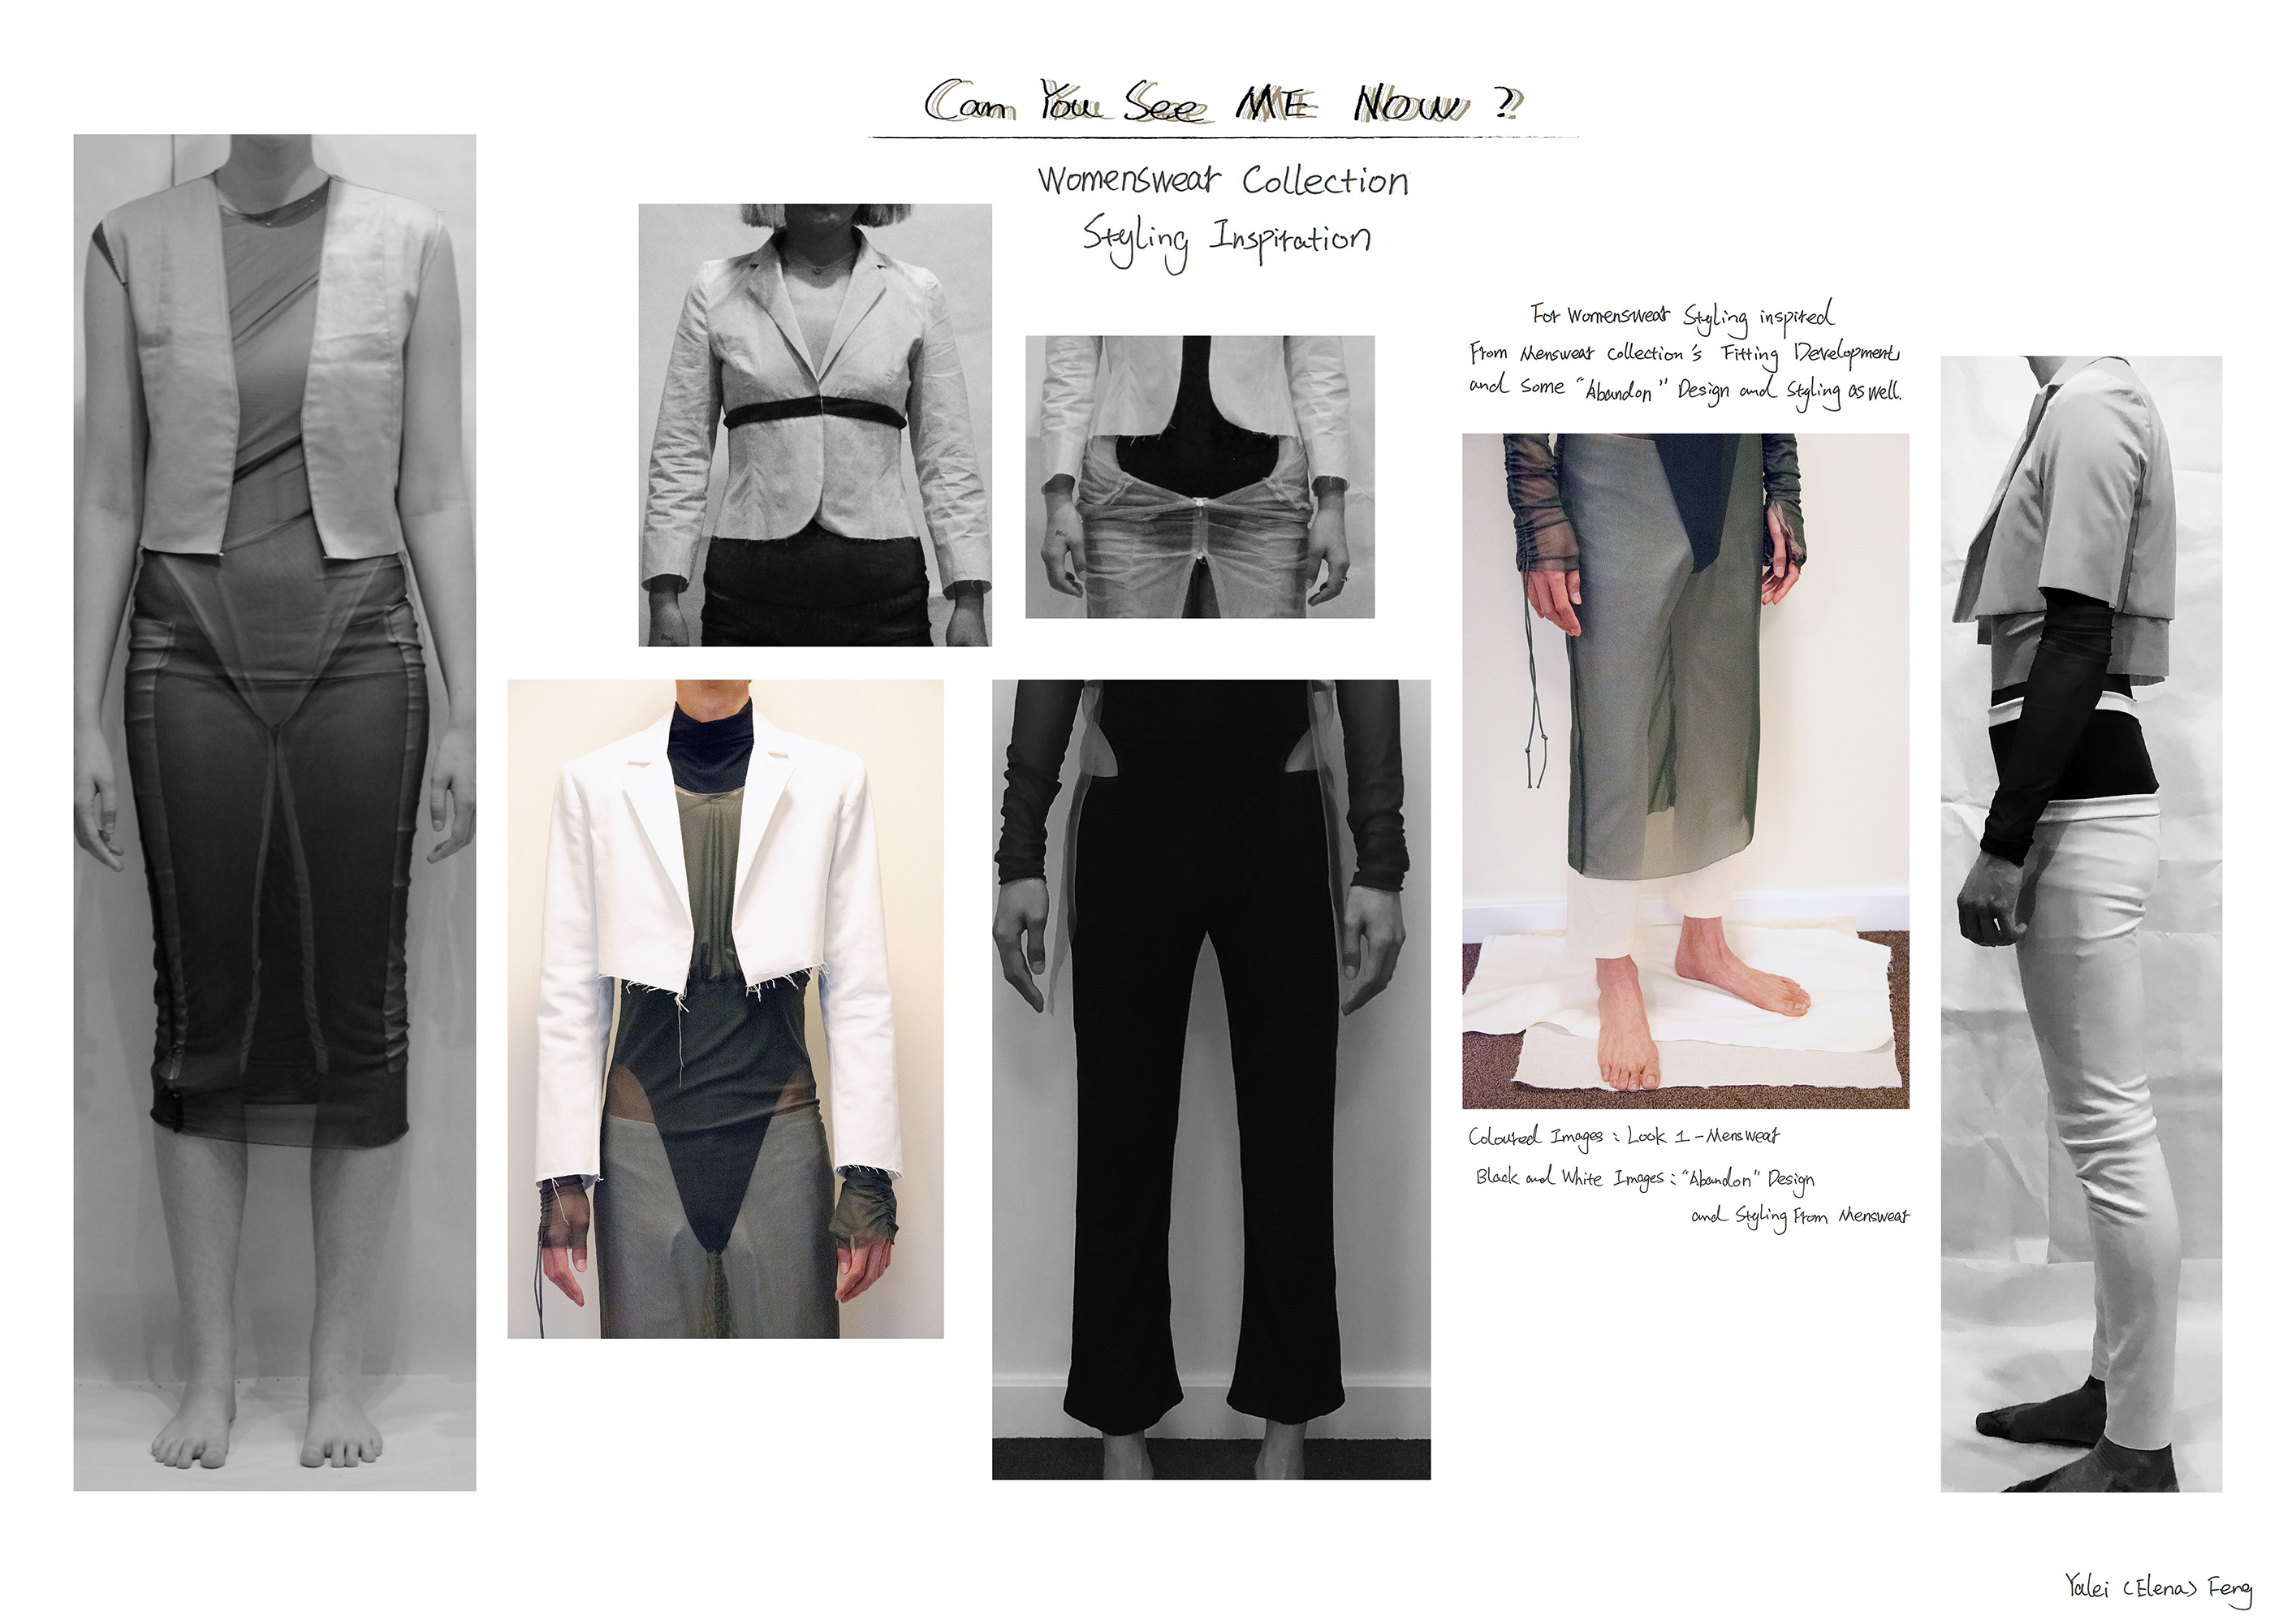 Can You See ME Now ?
Womenswear Collection
Styling Inspiration
For Womenswear Styling inspired
From Menswear Collection's Fitting Development
and Some "Abandon" Design and Styling as well.
Coloured Images : Look 1 - Menswear
Black and White Images : "Abandon" Design
and Styling From Menswear
Yalei (Elena) Feng